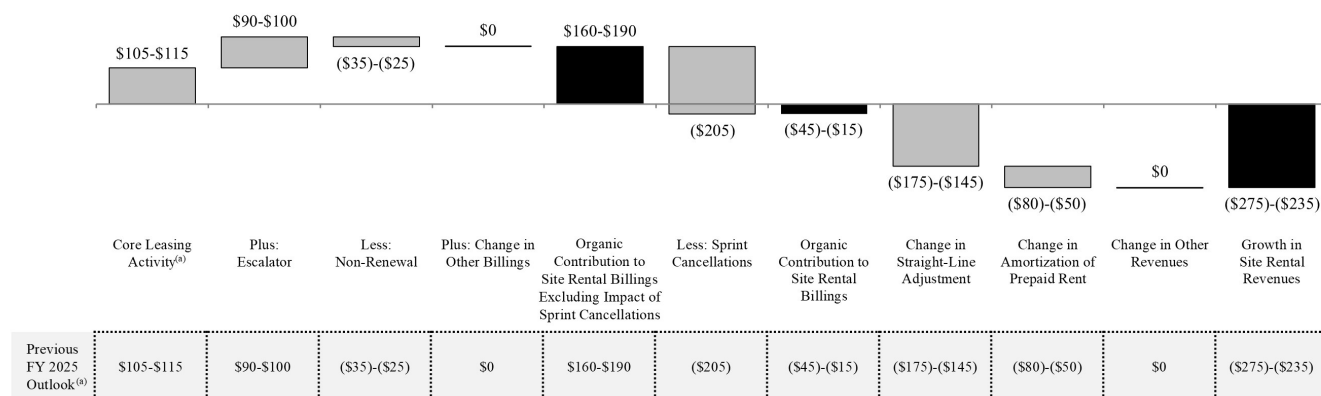 $105-$115
$90-$100
($35)-($25)
$0
$160-$190
($205)
($45)-($15)
($175)-($145)
($80)-($50)
$0
($275)-($235)
Core Leasing
Activity(a)
Plus:
Escalator
Less:
Non-Renewal
Plus: Change in
Other Billings
Organic
Contribution to
Site Rental Billings
Excluding Impact of
Sprint Cancellations
Less: Sprint
Cancellations
Organic
Contribution to
Site Rental
Billings
Change in
Straight-Line
Adjustment
Change in
Amortization of
Prepaid Rent
Change in Other
Revenues
Growth in
Site Rental
Revenues
Previous
FY 2025
Outlook(a)
$105-$115
$90-$100
($35)-($25)
$0
$160-$190
($205)
($45)-($15)
($175)-($145)
($80)-($50)
$0
($275)-($235)